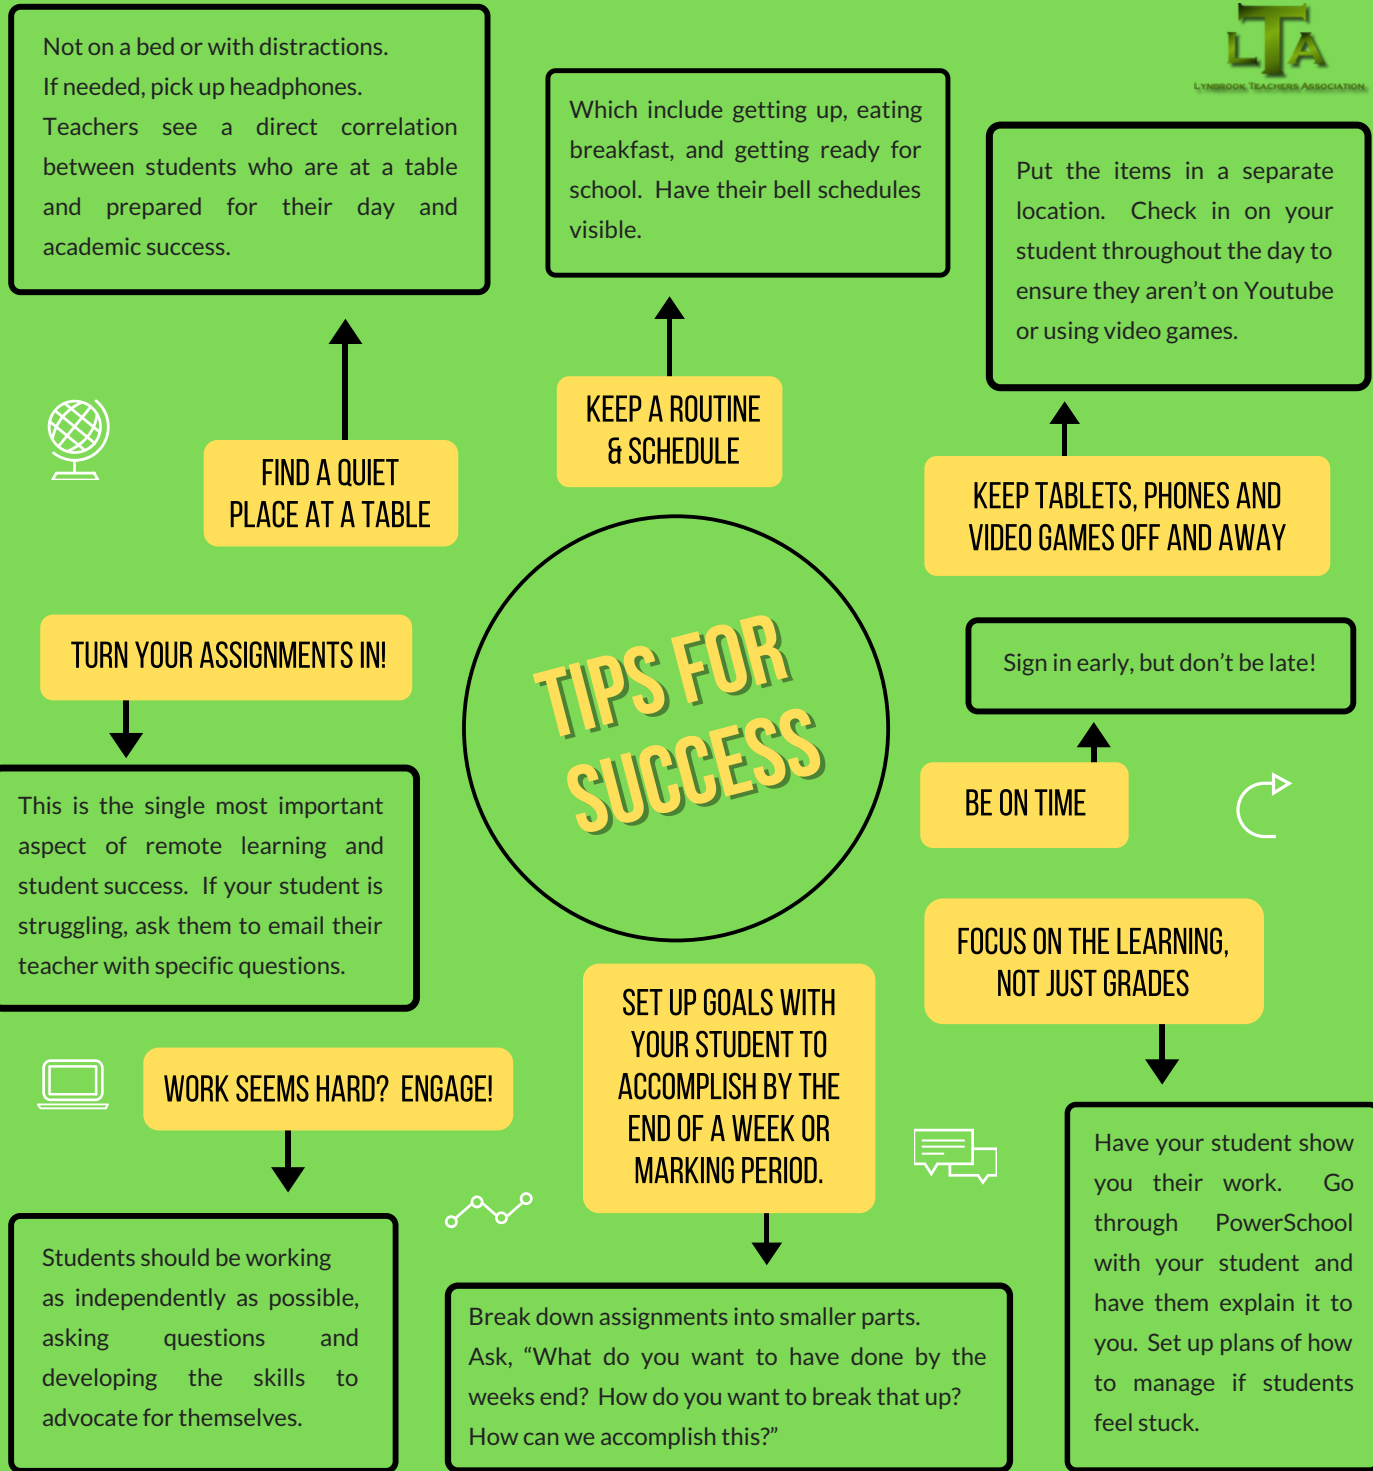 Not on a bed or with distractions.
If needed, pick up headphones.
Teachers see a direct correlation
between students who are at a table
and prepared for their day and
academic success.
FIND A QUIET
PLACE AT A TABLE
Which include getting up, eating
breakfast, and getting ready for
school. Have their bell schedules
visible.
KEEP A ROUTINE
& SCHEDULE
LTA
LYNBROOK TEACHERS ASSOCIATION
Put the items in a separate
location. Check in on your
student throughout the day to
ensure they aren't on Youtube
or using video games.
KEEP TABLETS, PHONES AND
VIDEO GAMES OFF AND AWAY
TURN YOUR ASSIGNMENTS IN!
This is the single most important
aspect of remote learning and
student success. If your student is
struggling, ask them to email their
teacher with specific questions.
TIPS FOR
SUCCESS
Sign in early, but don't be late!
BE ON TIME
FOCUS ON THE LEARNING,
NOT JUST GRADES
Have your student show
you their work. Go
through PowerSchool
with your student and
have them explain it to
you. Set up plans of how
to manage if students
feel stuck.
WORK SEEMS HARD? ENGAGE!
Students should be working
as independently as possible,
asking questions and
developing the skills to
advocate for themselves.
SET UP GOALS WITH
YOUR STUDENT TO
ACCOMPLISH BY THE
END OF A WEEK OR
MARKING PERIOD.
Break down assignments into smaller parts.
Ask, “What do you want to have done by the
weeks end? How do you want to break that up?
How can we accomplish this?”